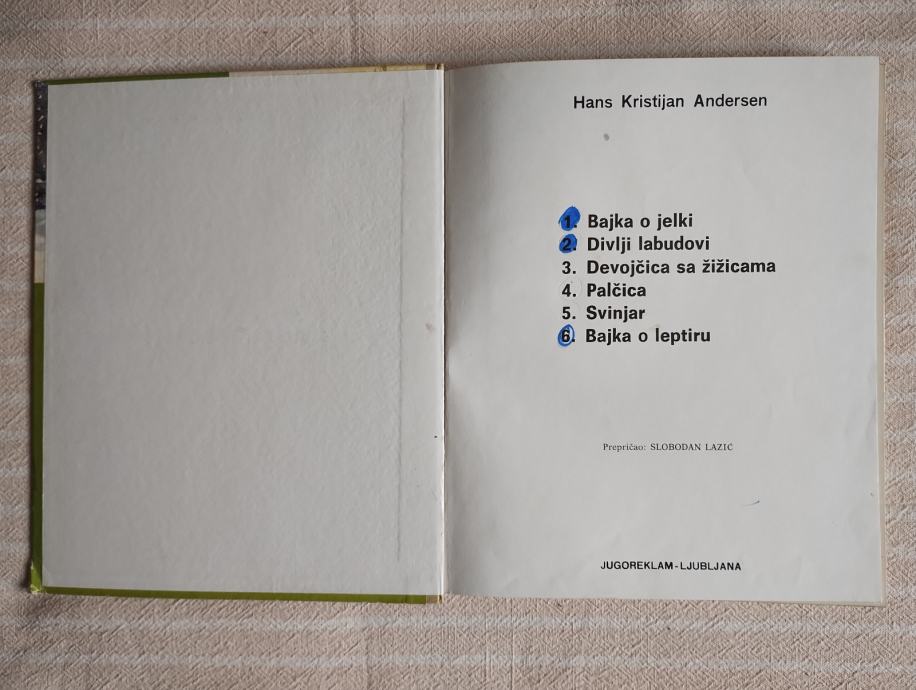 Hans Kristijan Andersen
1. Bajka o jelki
2. Divlji labudovi
3. Devojčica sa žižicama
4. Palčica
5. Svinjar
6. Bajka o leptiru
Prepričao: SLOBODAN LAZIĆ
JUGOREKLAM-LJUBLJANA